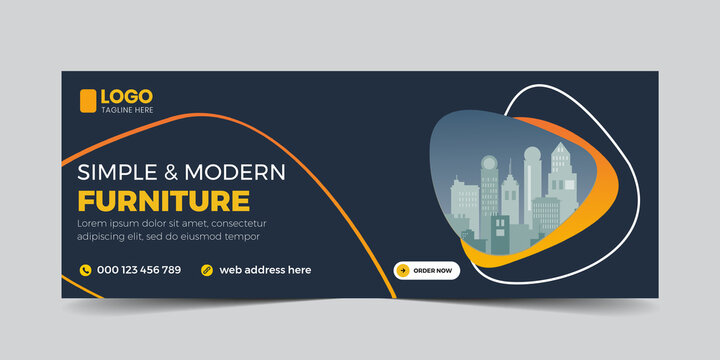 LOGO
TAGLINE HERE
SIMPLE & MODERN
FURNITURE
Lorem ipsum dolor sit amet, consectetur
adipiscing elit, sed do eiusmod tempor
000 123 456 789
web address here
ORDER NOW